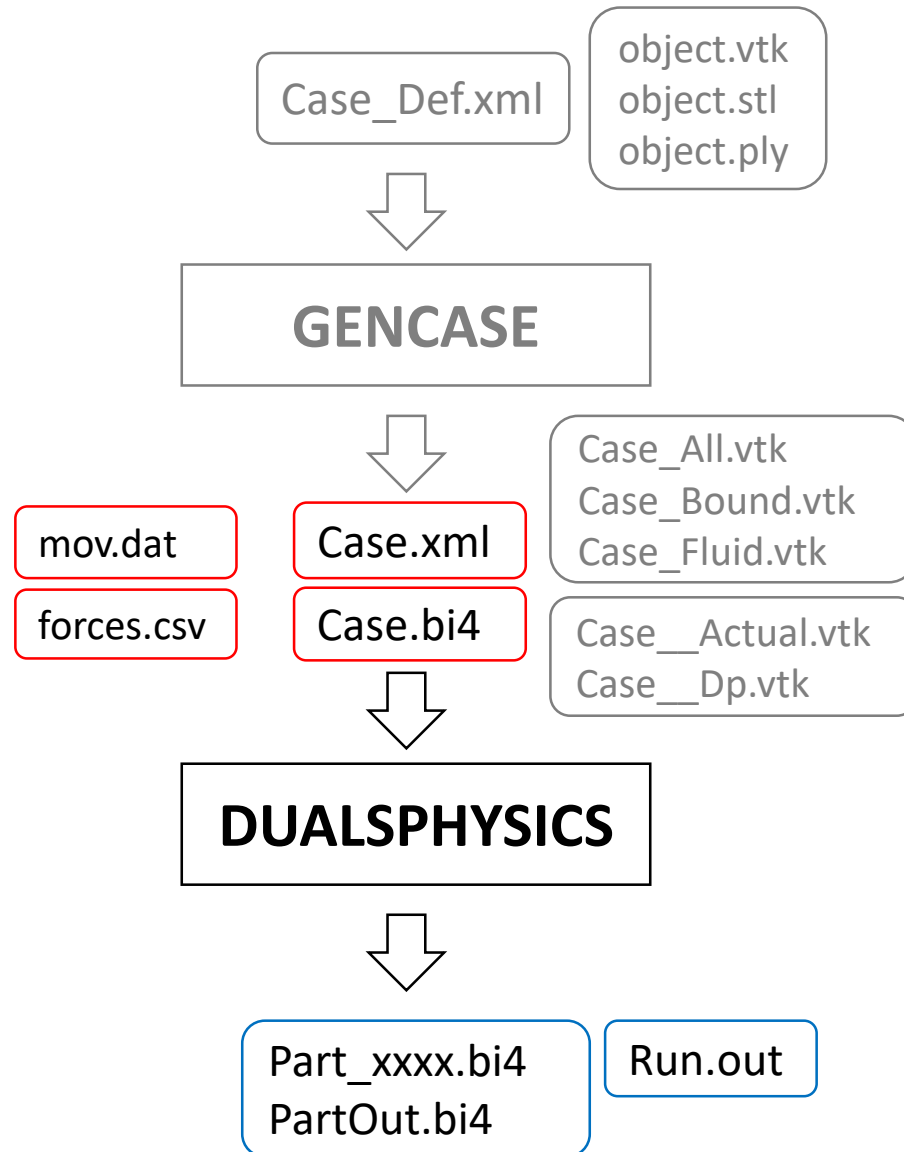 Case_Def.xml
object.vtk
object.stl
object.ply
GENCASE
Case_All.vtk
Case_Bound.vtk
Case_Fluid.vtk
mov.dat
Case.xml
forces.csv
Case.bi4
Case__Actual.vtk
Case__Dp.vtk
DUALSPHYSICS
Part_xxxx.bi4
PartOut.bi4
Run.out